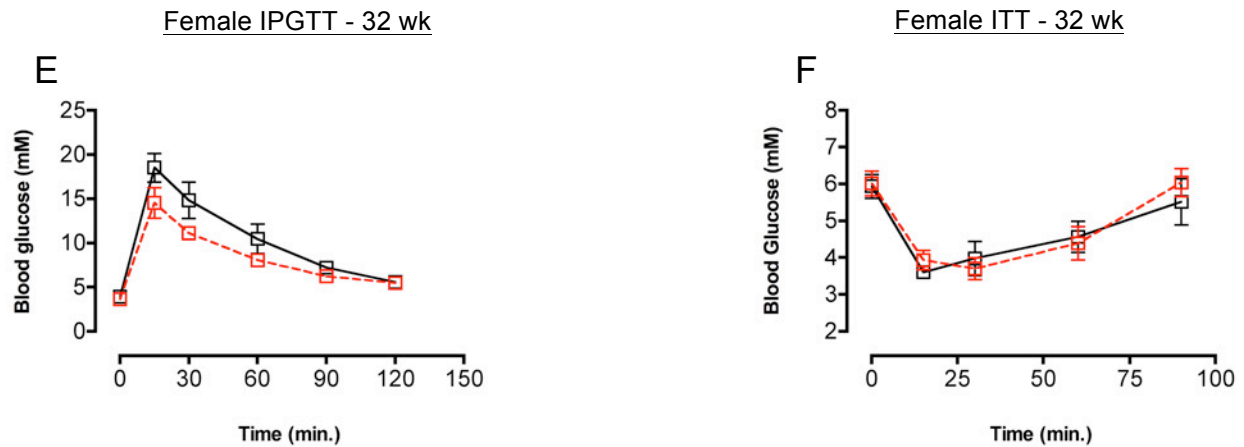 Female IPGTT - 32 wk
E
Blood glucose (mM)
25
20
15
10
5
0
0 30 60 90 120 150
Time (min.)
Female ITT - 32 wk
F
Blood Glucose (mM)
8
7
6
5
4
3
2
0 25 50 75 100
Time (min.)